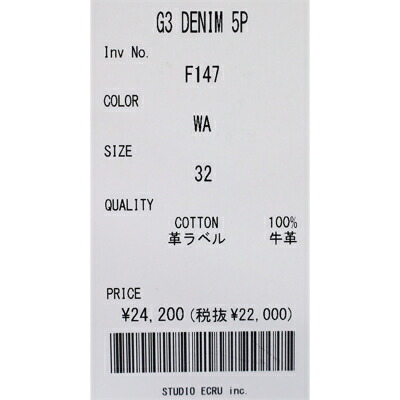 G3 DENIM 5P
Inv No.
F147
COLOR
WA
SIZE
32
QUALITY
COTTON 100%
革ラベル 牛革
PRICE
¥24,200(税抜¥22,000)
STUDIO ECRU inc.